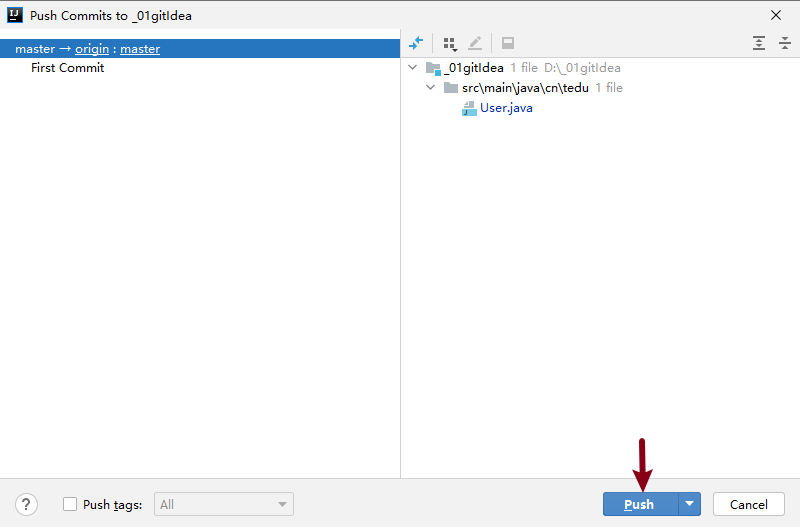 Push Commits to _01gitIdea
master → origin : master
First Commit
_01gitIdea 1 file D:\_01gitIdea
src\main\java\cn\tedu 1 file
User.java
? Push tags: All
Push
Cancel